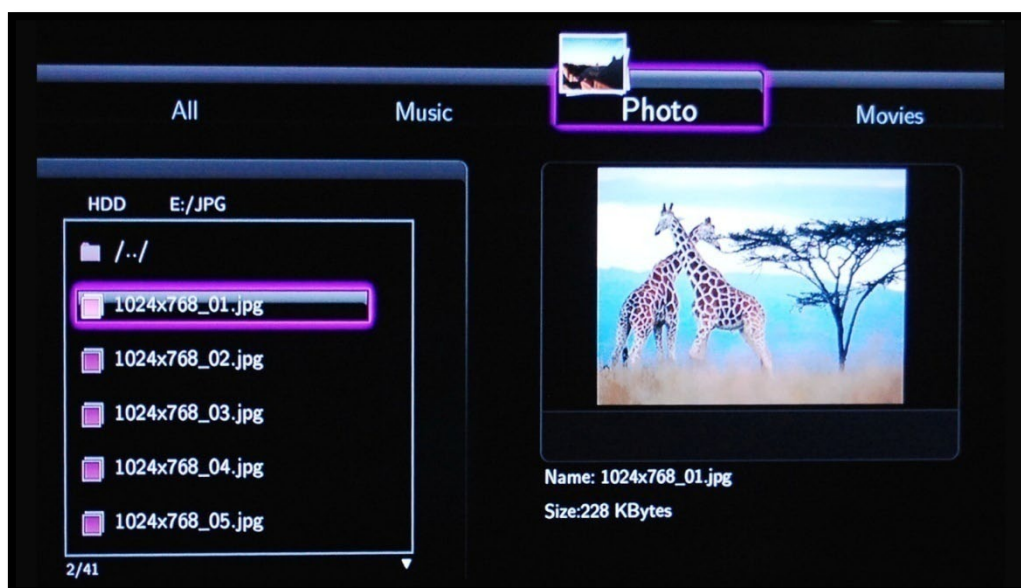 All Music Photo Movies
HDD E:/JPG
/../
1024x768_01.jpg
1024x768_02.jpg
1024x768_03.jpg
1024x768_04.jpg
1024x768_05.jpg
2/41
Name: 1024x768_01.jpg
Size:228 KBytes